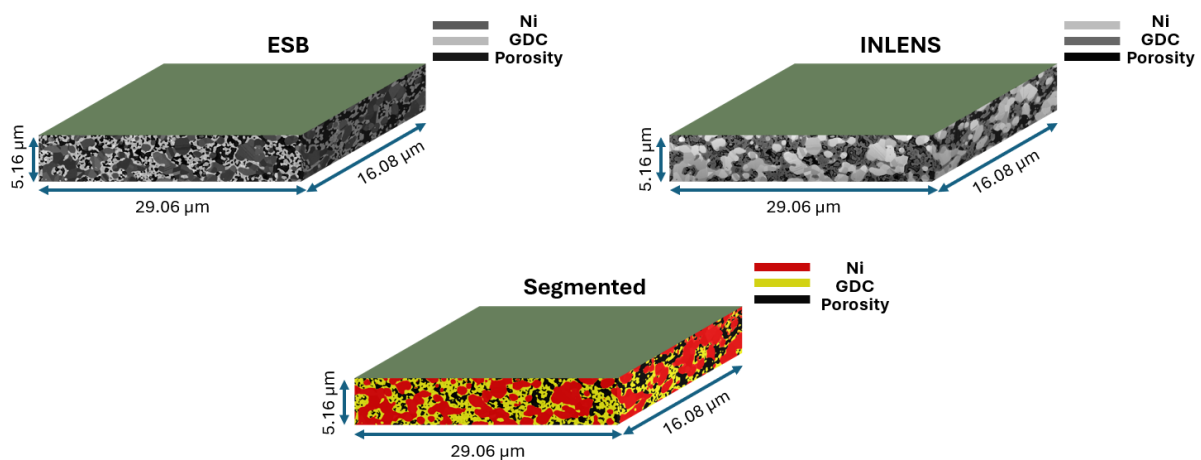 ESB
Ni
GDC
Porosity
5.16 µm
29.06 µm
16.08 µm
INLENS
Ni
GDC
Porosity
5.16 µm
29.06 µm
16.08 µm
Segmented
Ni
GDC
Porosity
5.16 µm
29.06 µm
16.08 µm